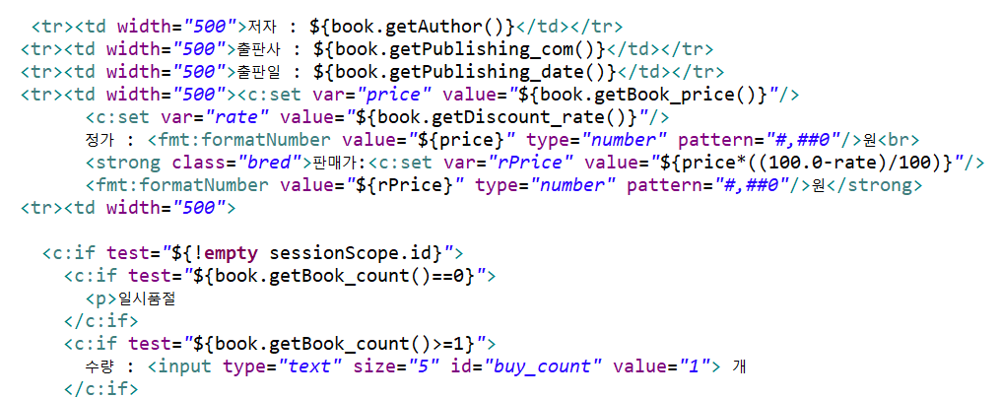 <tr><td width="500">저자 : ${book.getAuthor()}</td></tr>
<tr><td width="500">출판사 : ${book.getPublishing_com()}</td></tr>
<tr><td width="500">출판일 : ${book.getPublishing_date()}</td></tr>
<tr><td width="500"><c:set var="price" value="${book.getBook_price()}"/>
<c:set var="rate" value="${book.getDiscount_rate()}"/>
정가 : <fmt:formatNumber value="${price}" type="number" pattern="#,##0"/>원<br>
<strong class="bred">판매가:<c:set var="rPrice" value="${price*((100.0-rate)/100)}"/>
<fmt:formatNumber value="${rPrice}" type="number" pattern="#,##0"/>원</strong>
<tr><td width="500">
<c:if test="${!empty sessionScope.id}">
<c:if test="${book.getBook_count()==0}">
<p>일시품절
</c:if>
<c:if test="${book.getBook_count()>=1}">
수량 : <input type="text" size="5" id="buy_count" value="1"> 개
</c:if>